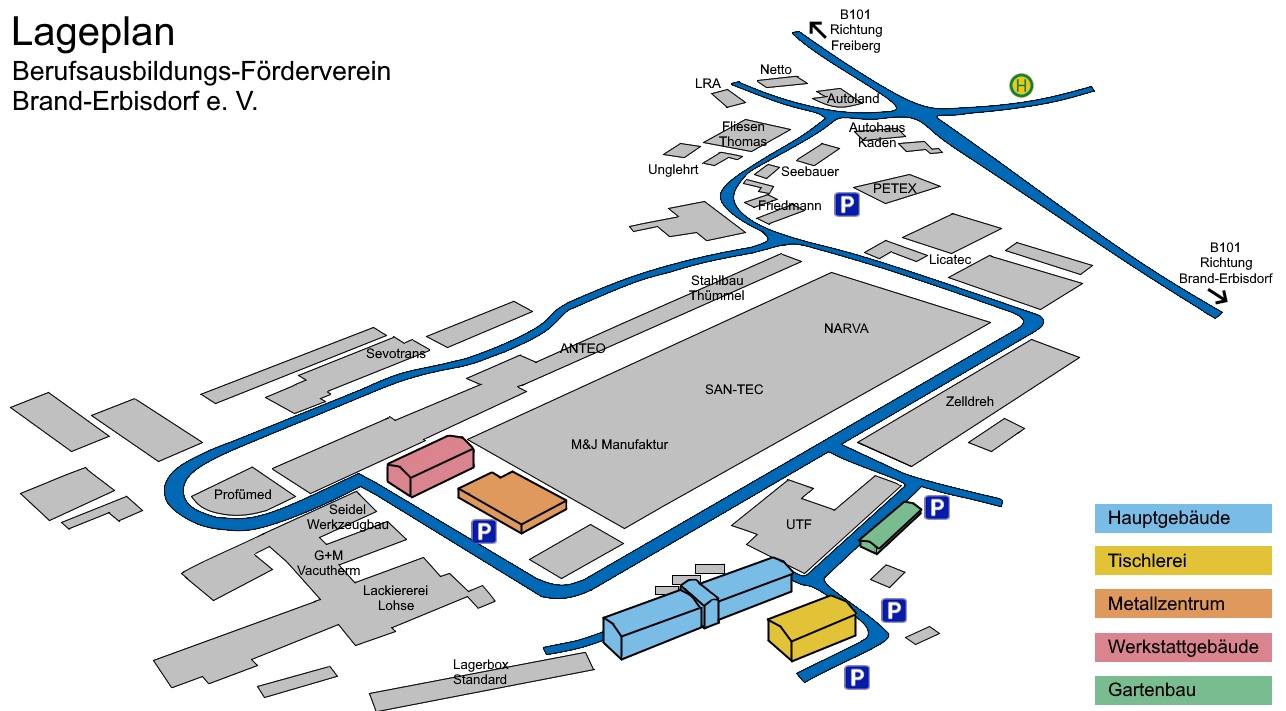 Lageplan
Berufsausbildungs-Förderverein
Brand-Erbisdorf e. V.
B101
Richtung
Freiberg
H
Netto
LRA
Autoland
Fliesen
Thomas
Autohaus
Kaden
Unglehrt
Seebauer
PETEX
Friedmann
P
B101
Richtung
Brand-Erbisdorf
Licatec
Stahlbau
Thümmel
NARVA
ANTEO
Sevotrans
SAN-TEC
Zelldreh
M&J Manufaktur
Profümed
Seidel
Werkzeugbau
P
UTF
P
G+M
Vacutherm
Lackiererei
Lohse
P
Lagerbox
Standard
P
Hauptgebäude
Tischlerei
Metallzentrum
Werkstattgebäude
Gartenbau